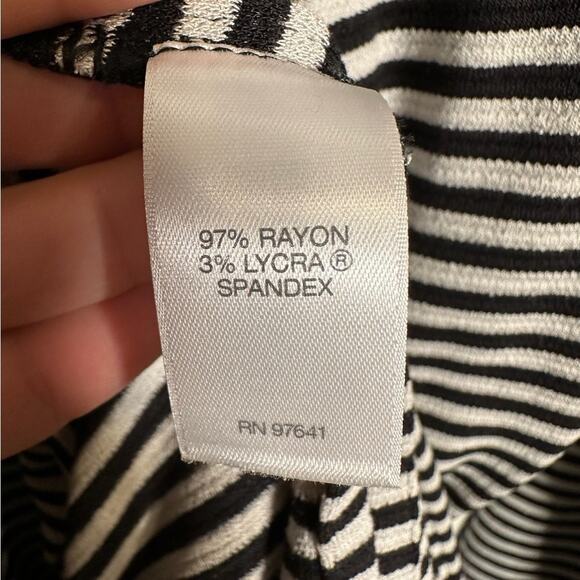 97% RAYON
3% LYCRA ®
SPANDEX
RN 97641